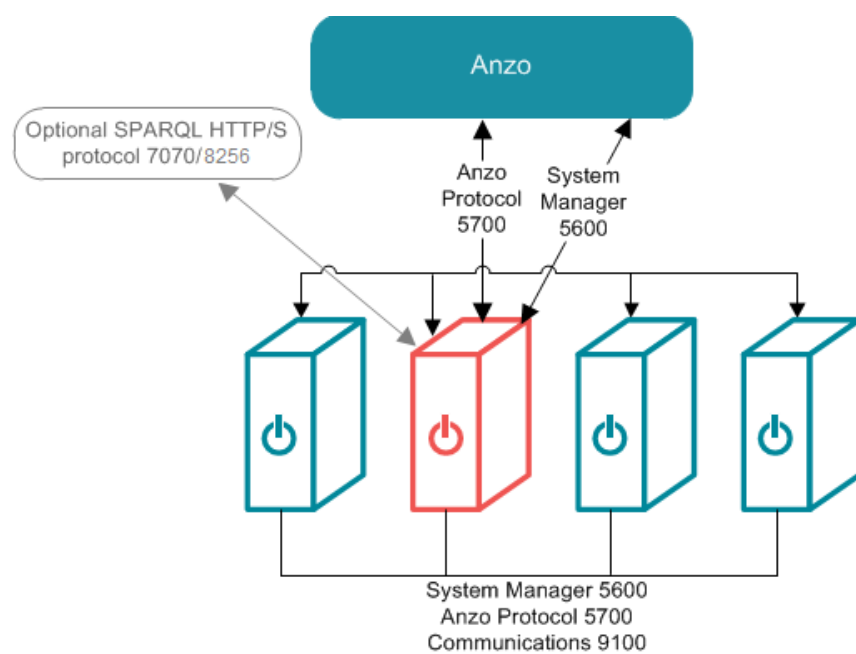 Anzo
Optional SPARQL HTTP/S
protocol 7070/8256
Anzo
Protocol
5700
System
Manager
5600
System Manager 5600
Anzo Protocol 5700
Communications 9100